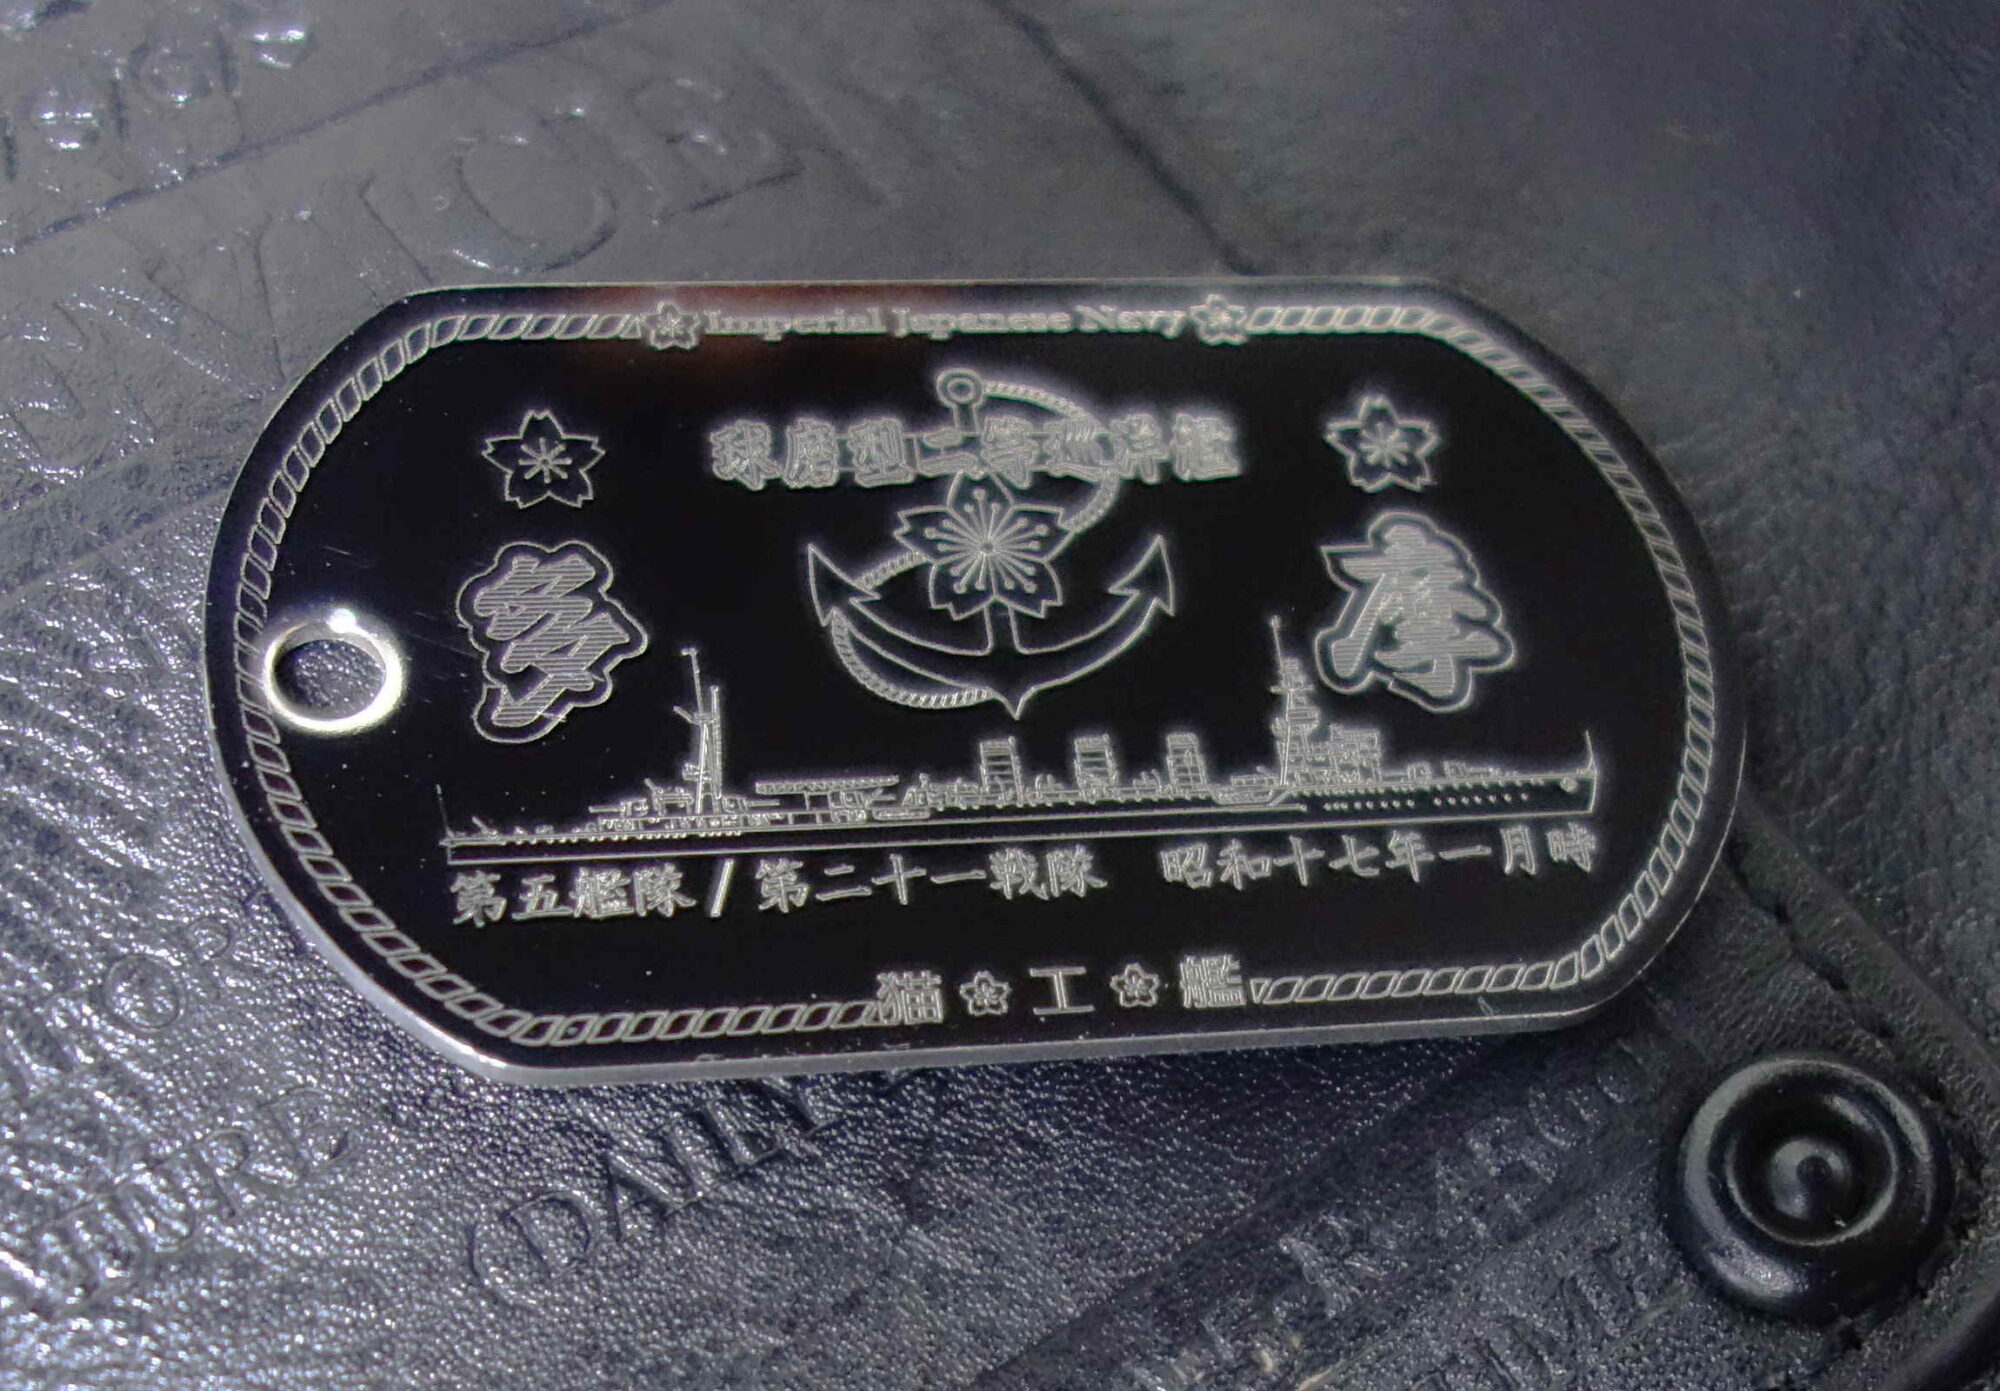 Imperial Japanese Navy
球磨型二等巡洋艦
多摩
第五艦隊/第二十一戦隊 昭和十七年一月時
猫工艦
DAILY